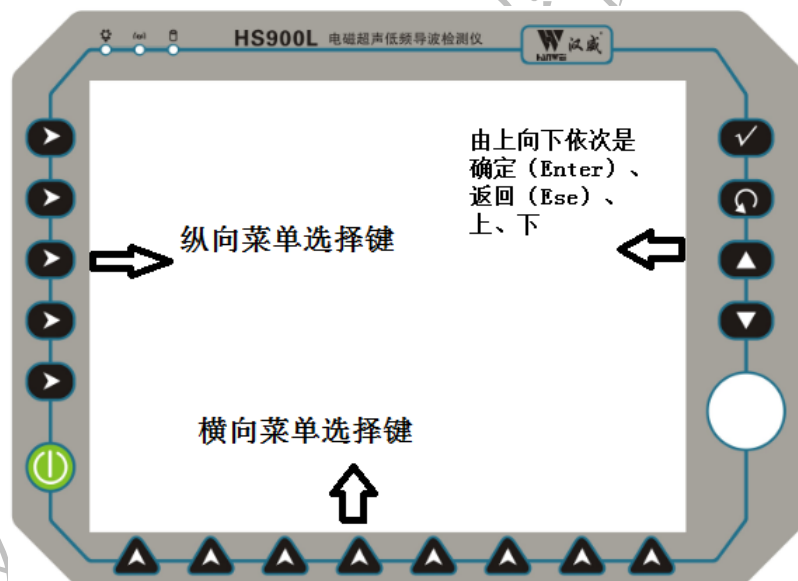 HS900L 电磁超声低频导波检测仪
汉威
HANWEI
由上向下依次是
确定（Enter）、
返回（Ese）、
上、下
纵向菜单选择键
横向菜单选择键